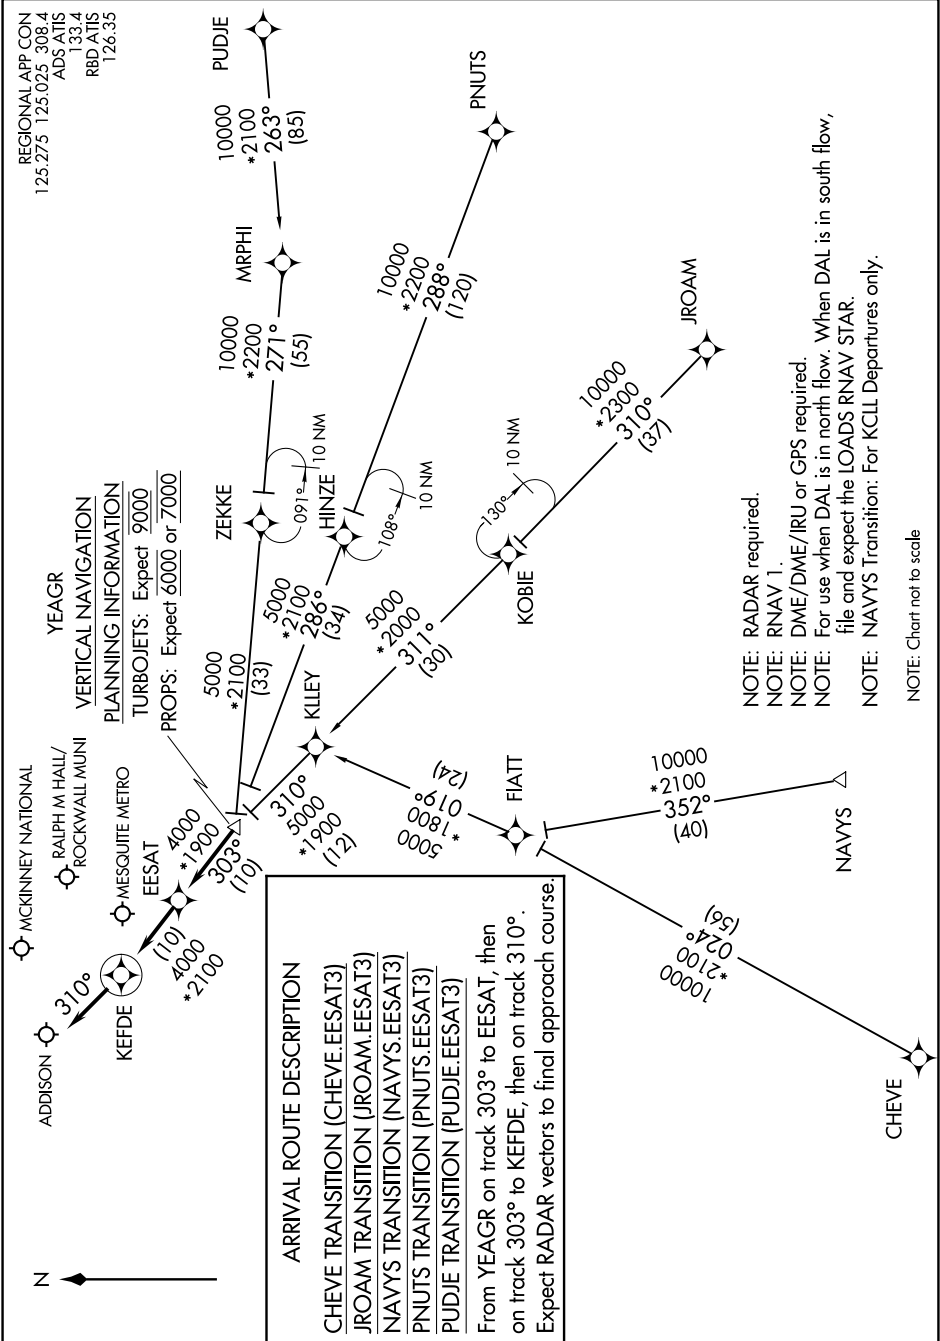 REGIONAL APP CON
125.275 125.025 308.4
ADS ATIS
133.4
RBD ATIS
126.35
N
ADDISON
MCKINNEY NATIONAL
RALPH M HALL/
ROCKWALL MUNI
MESQUITE METRO
310°
KEFDE
(10)
4000
*2100
EESAT
4000
*1900
303°
(10)
YEAGR
VERTICAL NAVIGATION
PLANNING INFORMATION
TURBOJETS: Expect 9000
PROPS: Expect 6000 or 7000
5000
*2100
(33)
ZEKKE
091°
10 NM
10000
*2200
271°
(55)
MRPHI
10000
*2100
263°
(85)
PUDJE
5000
*2100
286°
(34)
HINZE
108°
10 NM
10000
*2200
288°
(120)
PNUTS
310°
5000
*1900
(12)
KLLEY
5000
*2000
311°
(30)
KOBIE
130°
10 NM
10000
*2300
310°
(37)
JROAM
(24)
019°
*1800
5000
FIATT
10000
*2100
352°
(40)
NAVYS
(56)
024°
*2100
10000
CHEVE
ARRIVAL ROUTE DESCRIPTION
CHEVE TRANSITION (CHEVE.EESAT3)
JROAM TRANSITION (JROAM.EESAT3)
NAVYS TRANSITION (NAVYS.EESAT3)
PNUTS TRANSITION (PNUTS.EESAT3)
PUDJE TRANSITION (PUDJE.EESAT3)
From YEAGR on track 303° to EESAT, then
on track 303° to KEFDE, then on track 310°.
Expect RADAR vectors to final approach course.
NOTE: RADAR required.
NOTE: RNAV 1.
NOTE: DME/DME/IRU or GPS required.
NOTE: For use when DAL is in north flow. When DAL is in south flow,
file and expect the LOADS RNAV STAR.
NOTE: NAVYS Transition: For KCLL Departures only.
NOTE: Chart not to scale